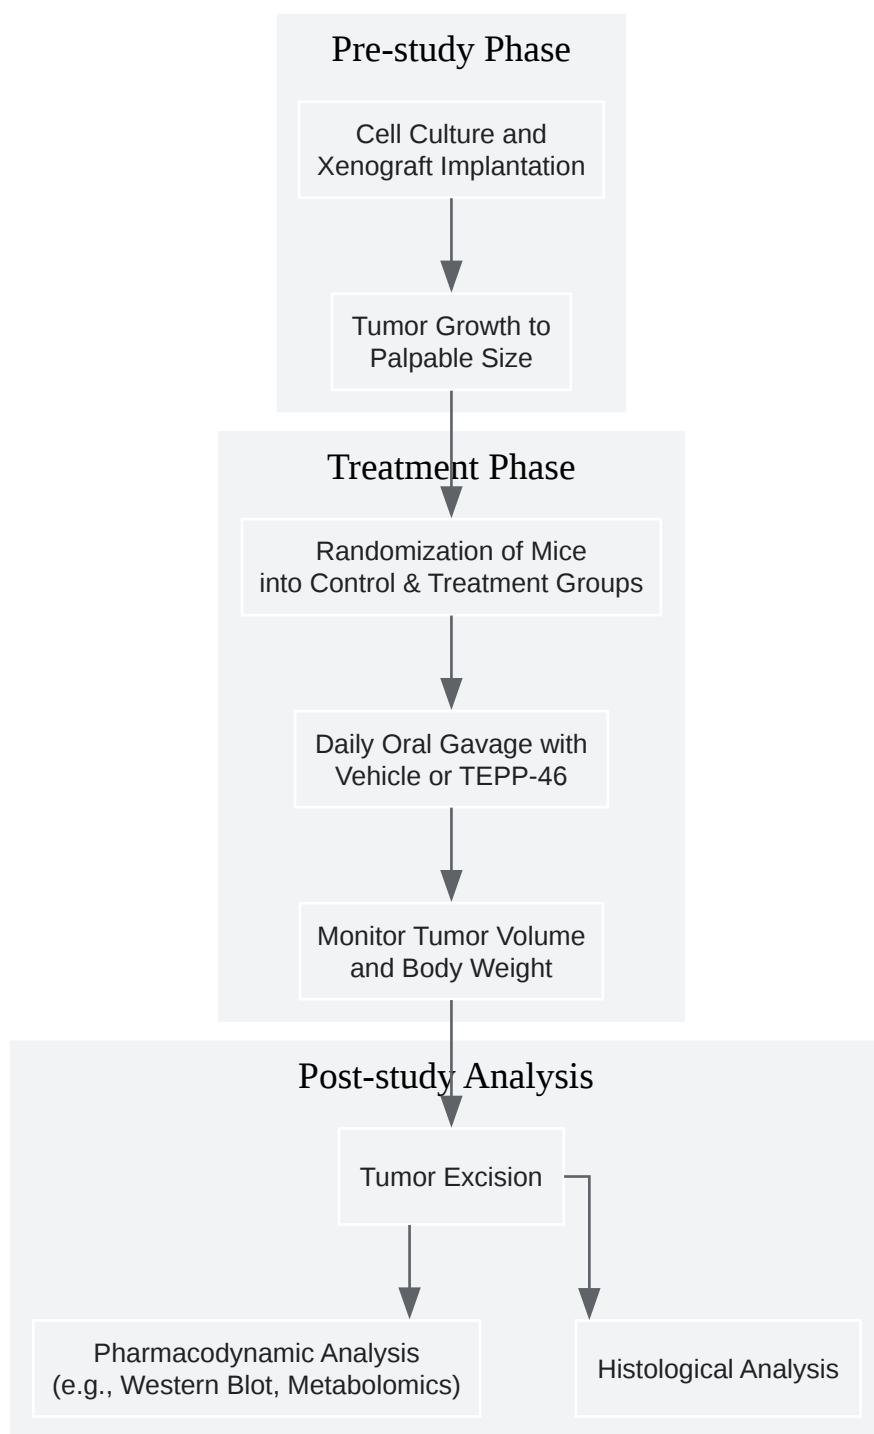 Pre-study Phase
Cell Culture and
Xenograft Implantation
Tumor Growth to
Palpable Size
Treatment Phase
Randomization of Mice
into Control & Treatment Groups
Daily Oral Gavage with
Vehicle or TEPP-46
Monitor Tumor Volume
and Body Weight
Post-study Analysis
Tumor Excision
Pharmacodynamic Analysis
(e.g., Western Blot, Metabolomics)
Histological Analysis